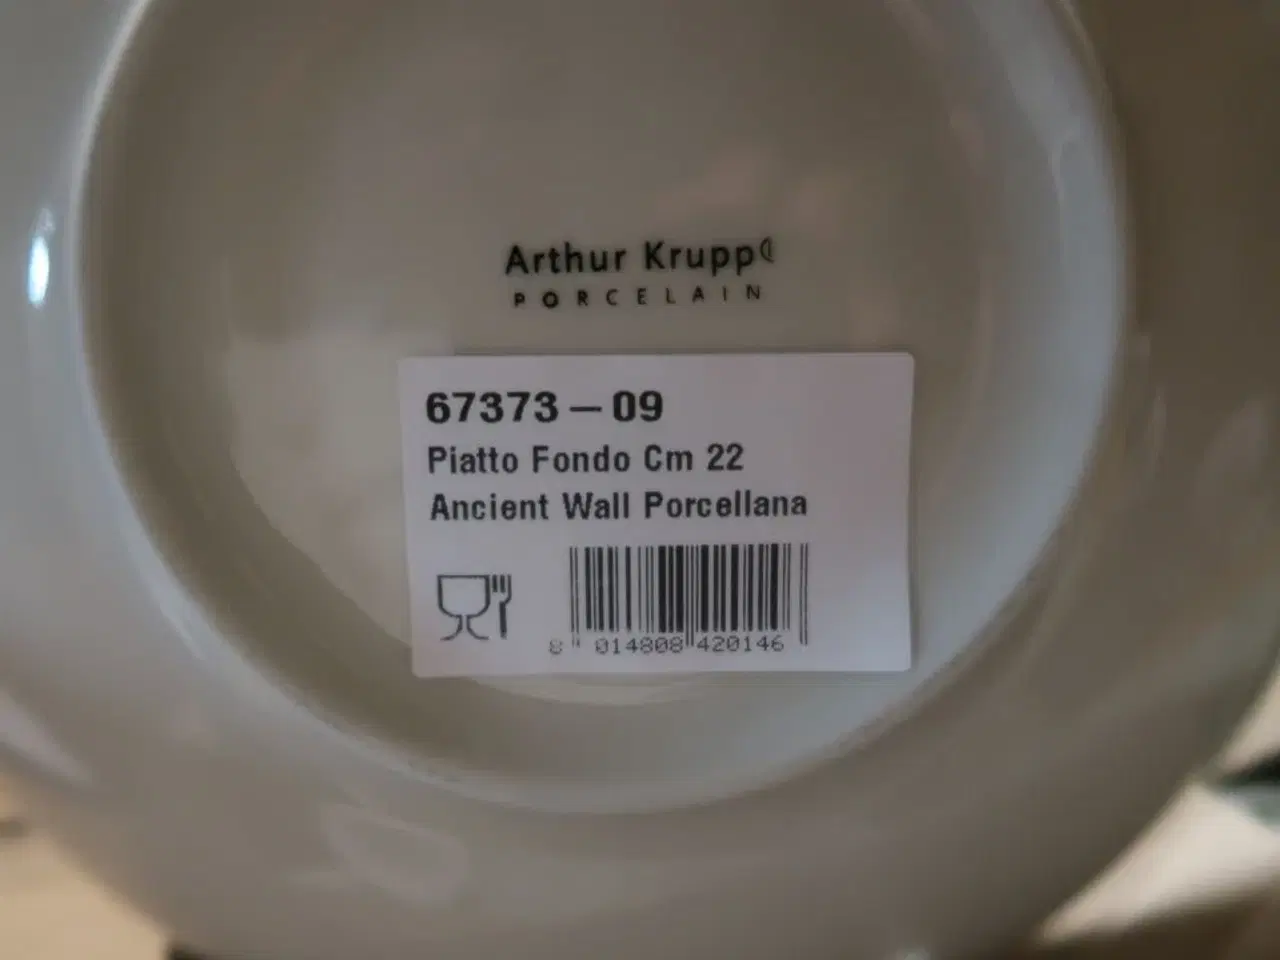 Arthur Krupp
PORCELAIN
67373 – 09
Piatto Fondo Cm 22
Ancient Wall Porcellana
8 014808 420146